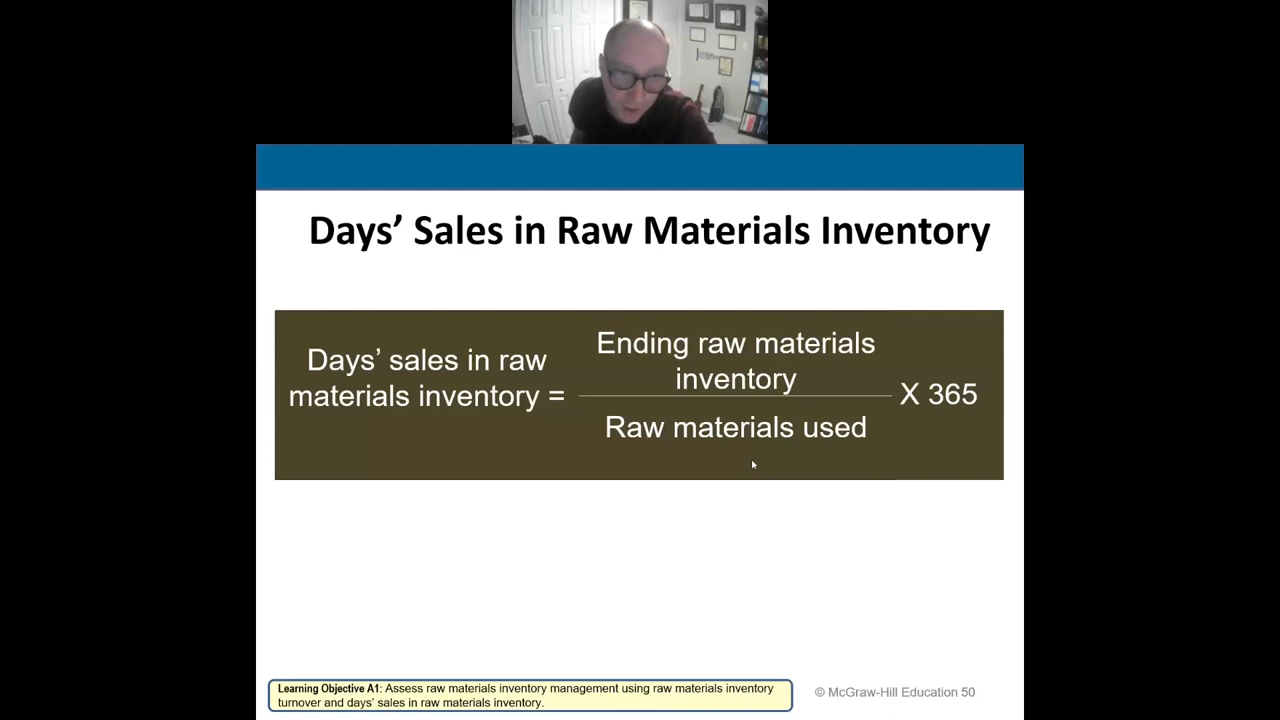 Days’ Sales in Raw Materials Inventory
Days’ sales in raw
materials inventory =
Ending raw materials
inventory
Raw materials used
X 365
Learning Objective A1: Assess raw materials inventory management using raw materials inventory
turnover and days’ sales in raw materials inventory.
© McGraw-Hill Education 50